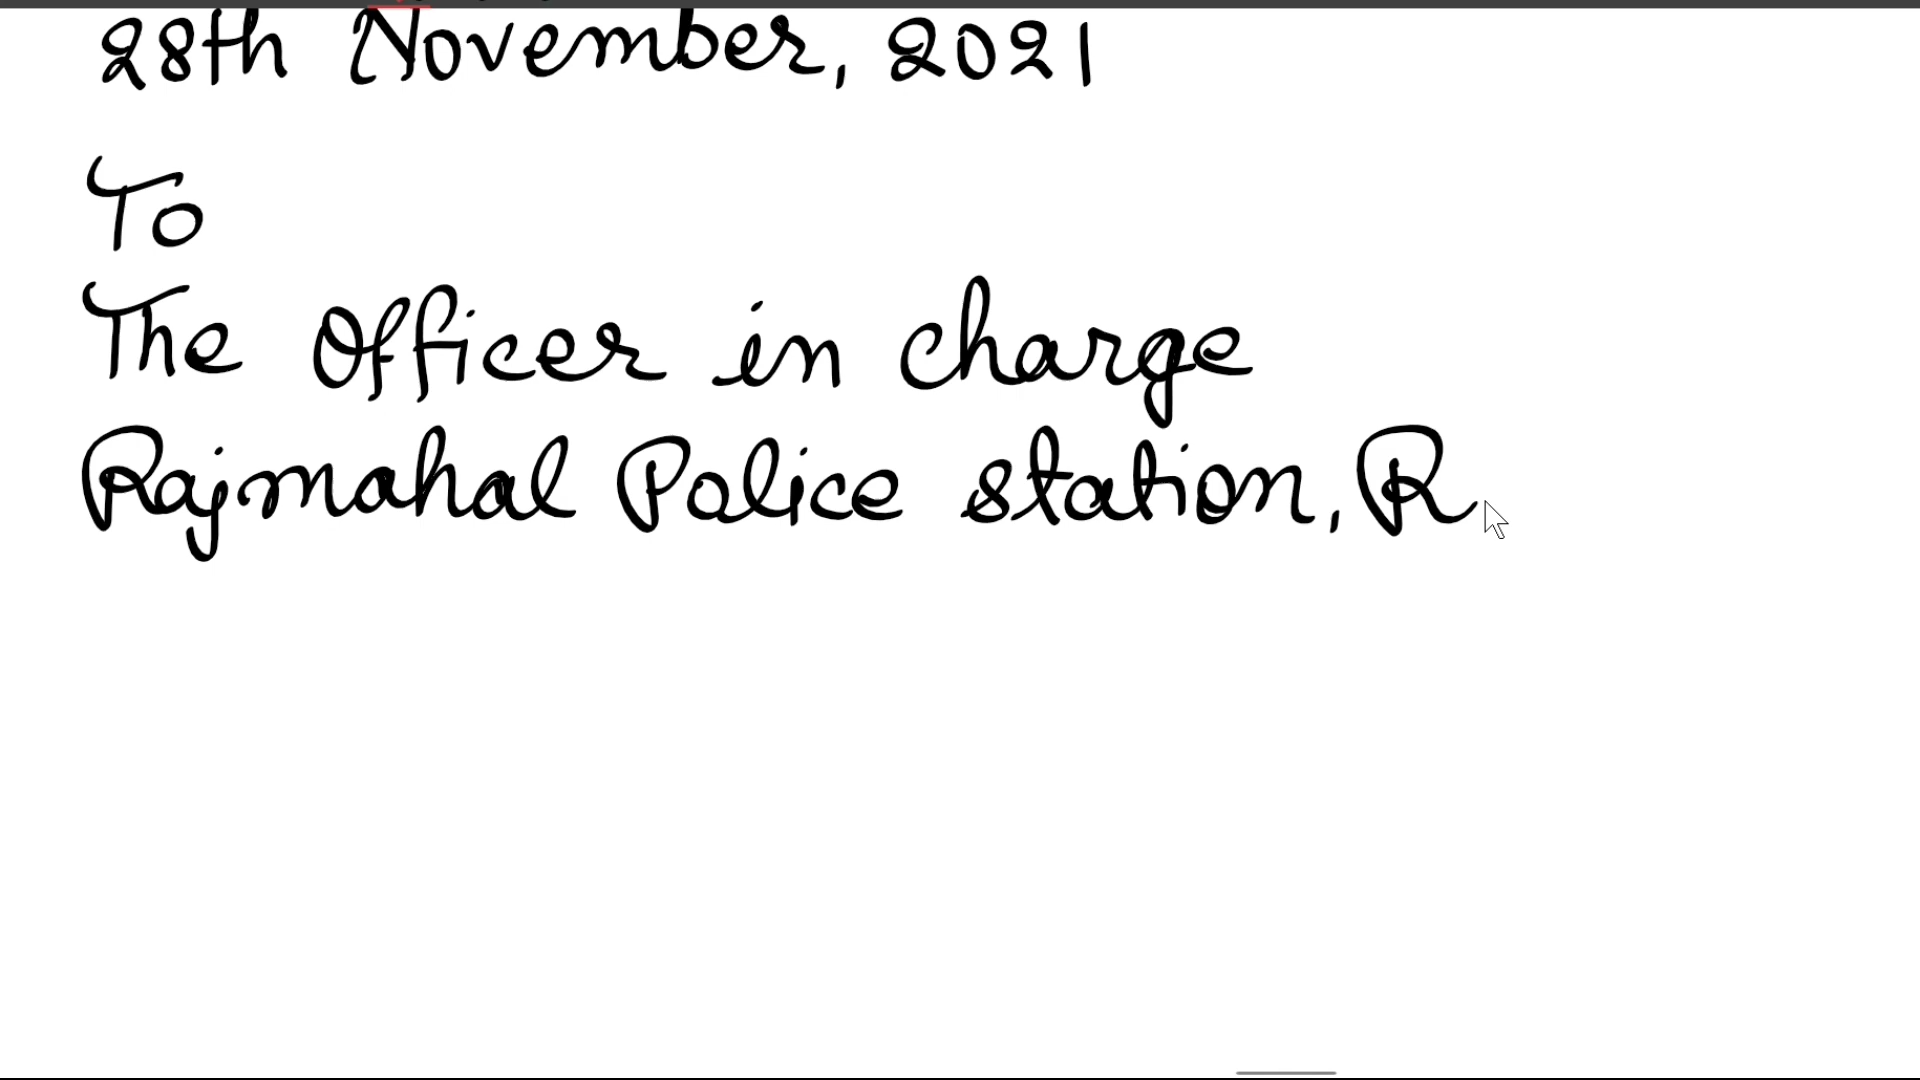 28th November, 2021
To
The Officer in charge
Rajmahal Police station, R